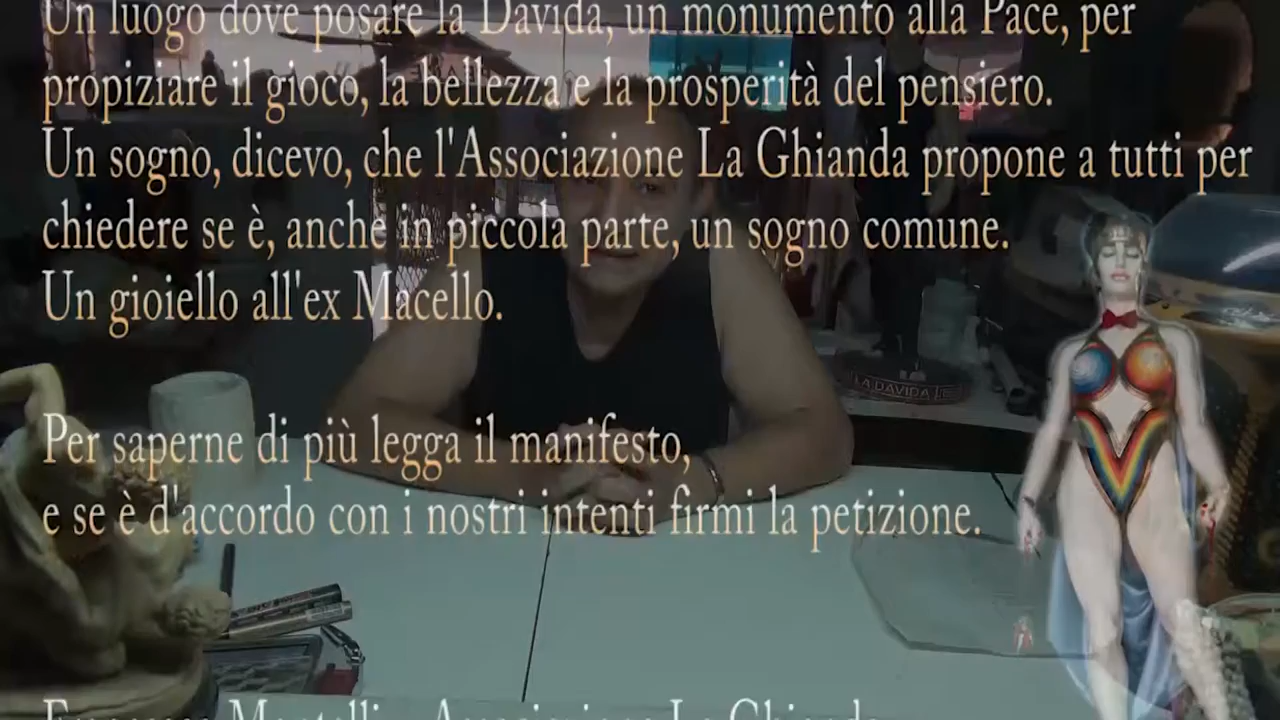 Un luogo dove posare la Davida, un monumento alla Pace, per
propiziare il gioco, la bellezza e la prosperità del pensiero.
Un sogno, dicevo, che l'Associazione La Ghianda propone a tutti per
chiedere se è, anche in piccola parte, un sogno comune.
Un gioiello all'ex Macello.
LA DAVIDA
Per saperne di più legga il manifesto,
e se è d'accordo con i nostri intenti firmi la petizione.
Associazione La Ghianda